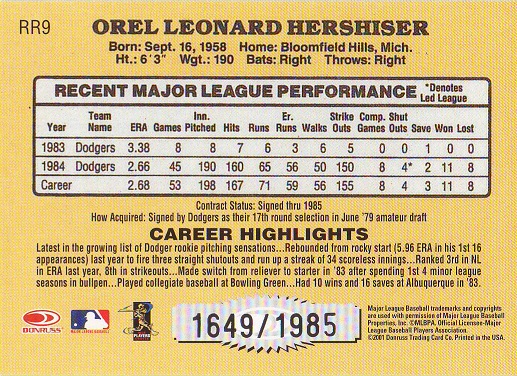 RR9
OREL LEONARD HERSHISER
Born: Sept. 16, 1958 Home: Bloomfield Hills, Mich.
Ht.: 6'3" Wgt.: 190 Bats: Right Throws: Right
RECENT MAJOR LEAGUE PERFORMANCE *Denotes Led League
Year Team Name ERA Games Inn. Pitched Hits Runs Er. Runs Walks Strike Outs Comp. Games Shut Outs Save Won Lost
1983 Dodgers 3.38 8 8 7 6 3 6 5 0 0 1 0 0
1984 Dodgers 2.66 45 190 160 65 56 50 150 8 4* 2 11 8
Career 2.68 53 198 167 71 59 56 155 8 4 3 11 8
Contract Status: Signed thru 1985
How Acquired: Signed by Dodgers as their 17th round selection in June '79 amateur draft
CAREER HIGHLIGHTS
Latest in the growing list of Dodger rookie pitching sensations...Rebounded from rocky start (5.96 ERA in his 1st 16
appearances) last year to fire three straight shutouts and run up a streak of 34 scoreless innings...Ranked 3rd in NL
in ERA last year, 8th in strikeouts...Made switch from reliever to starter in '83 after spending 1st 4 minor league
seasons in bullpen...Played collegiate baseball at Bowling Green...Had 10 wins and 16 saves at Albuquerque in '83.
DONRUSS
MAJOR LEAGUE BASEBALL
PLAYERS
1649/1985
Major League Baseball trademarks and copyrights
are used with permission of Major League Baseball
Properties, Inc. ©MLBPA. Official Licensee-Major
League Baseball Players Association.
©2001 Donruss Trading Card Co. Printed in the USA.